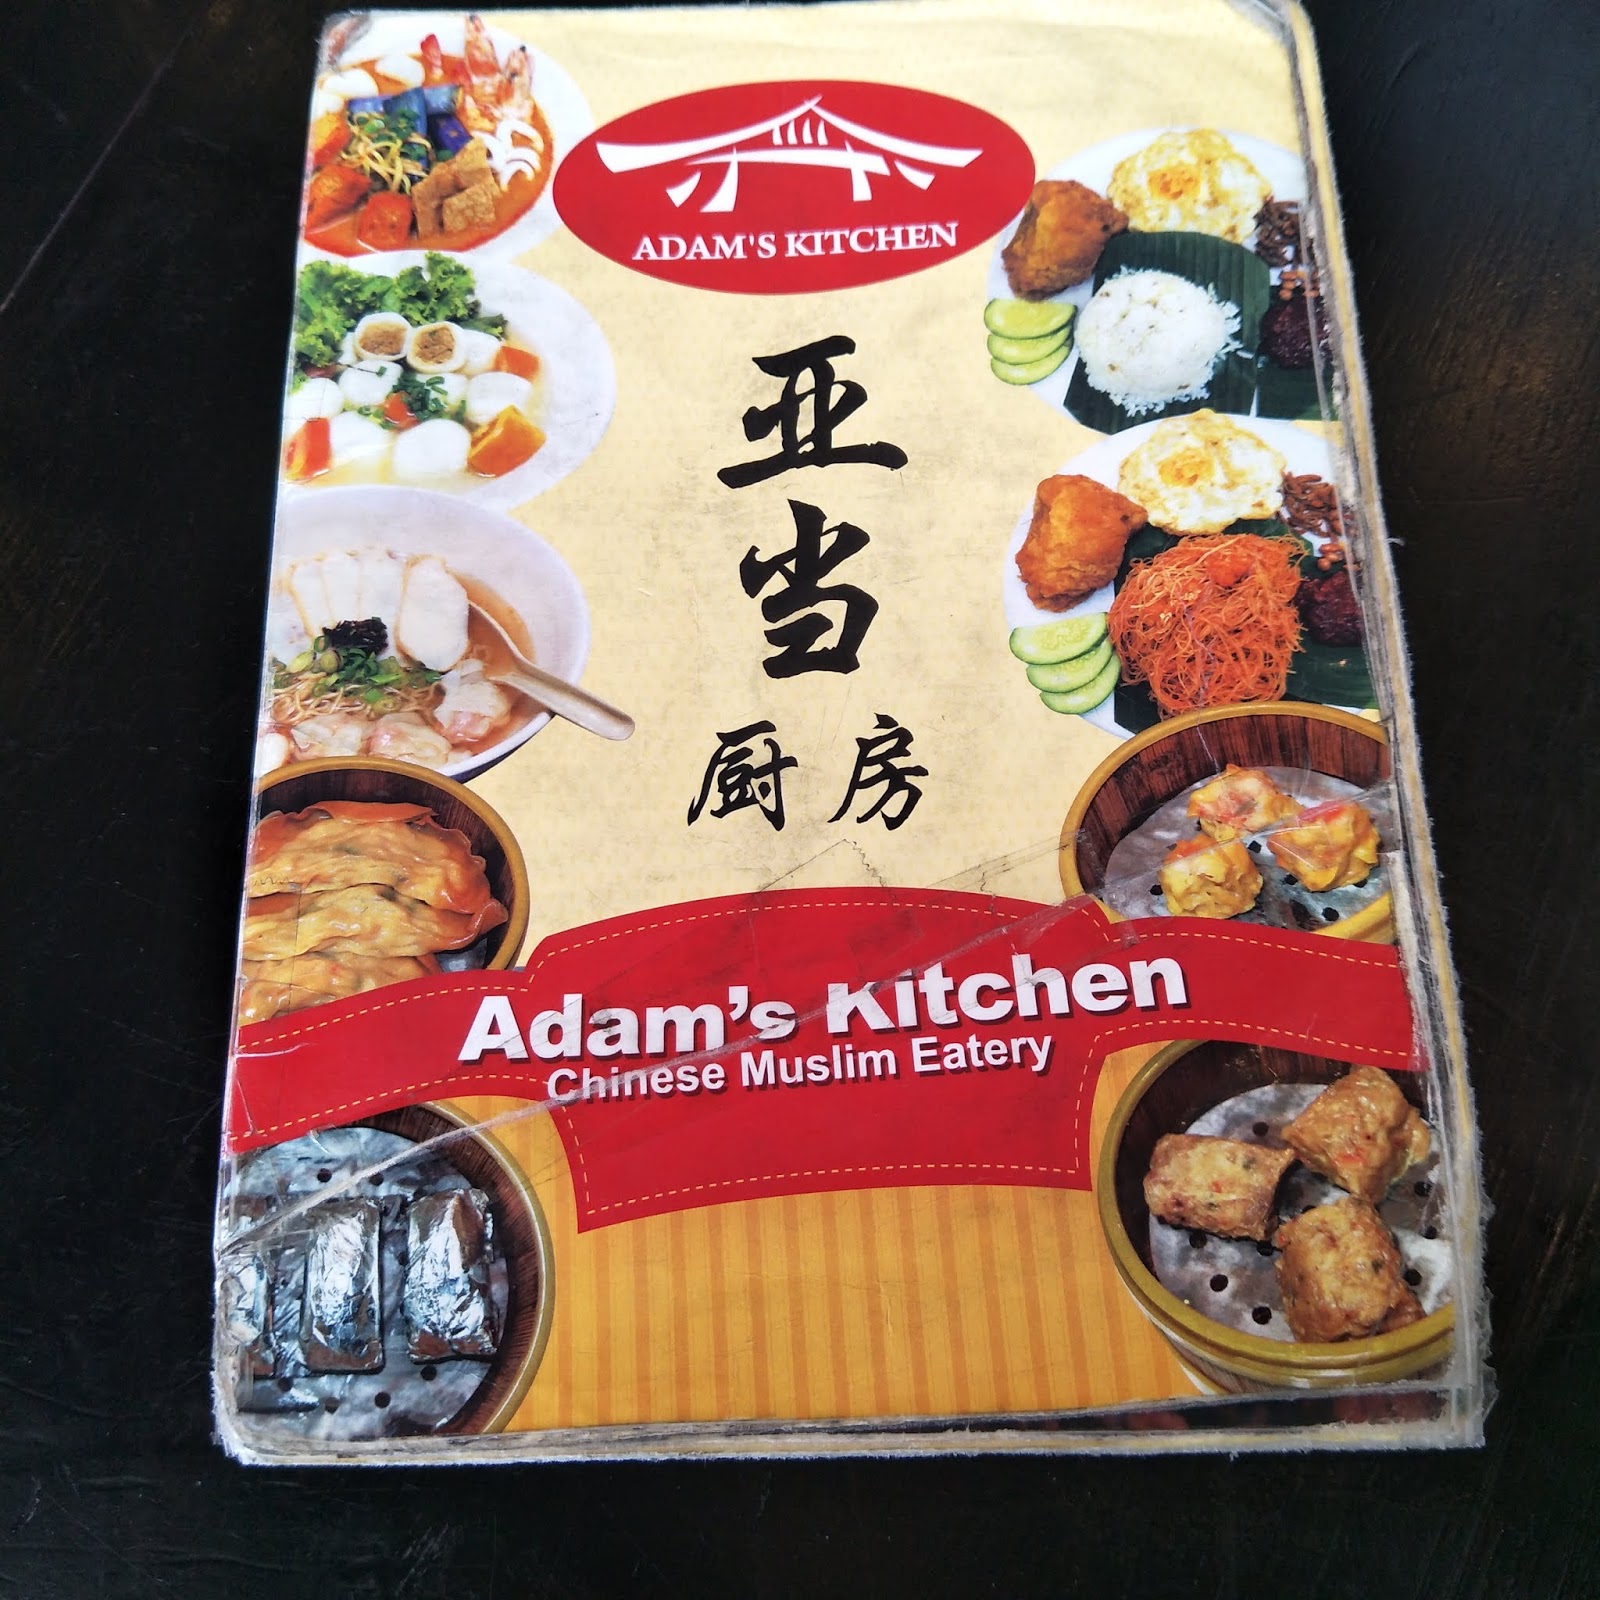 ADAM'S KITCHEN
亚
当
厨房
Adam's Kitchen
Chinese Muslim Eatery